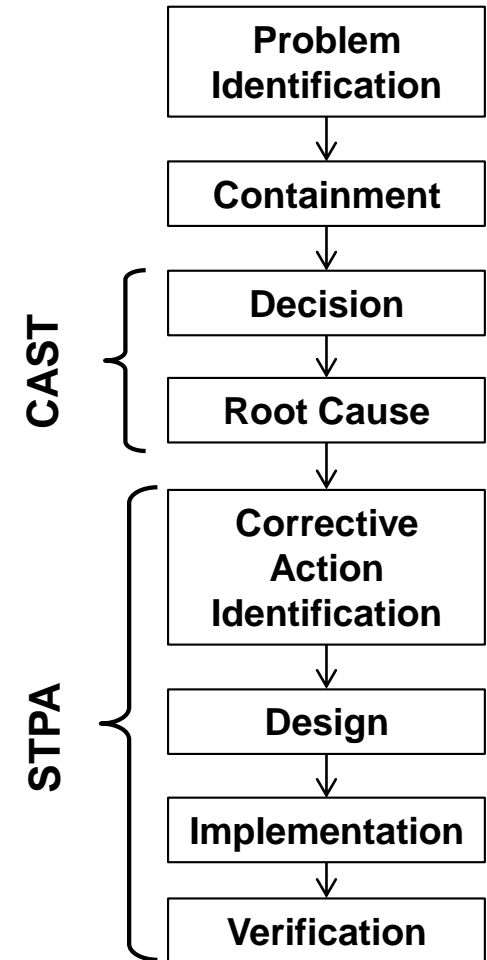 Problem
Identification
Containment
CAST
Decision
Root Cause
STPA
Corrective
Action
Identification
Design
Implementation
Verification